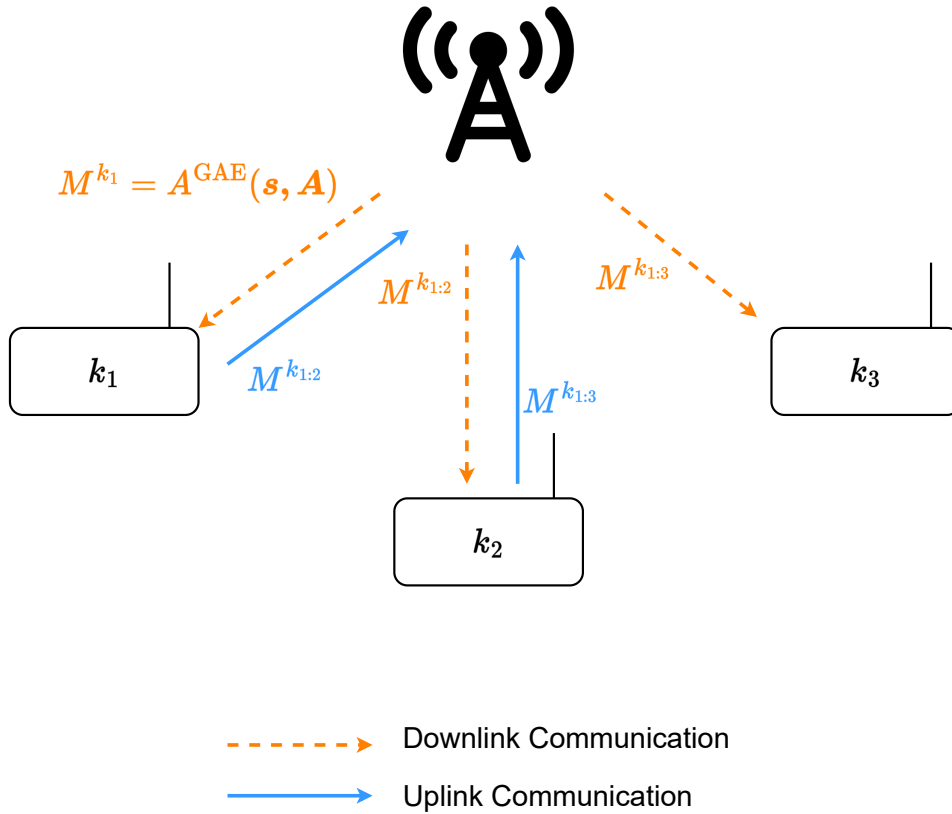 M^{k_1} = A^{GAE}(s, A)
M^{k_{1:2}}
M^{k_{1:3}}
k_1
M^{k_{1:2}}
M^{k_{1:3}}
k_3
k_2
Downlink Communication
Uplink Communication